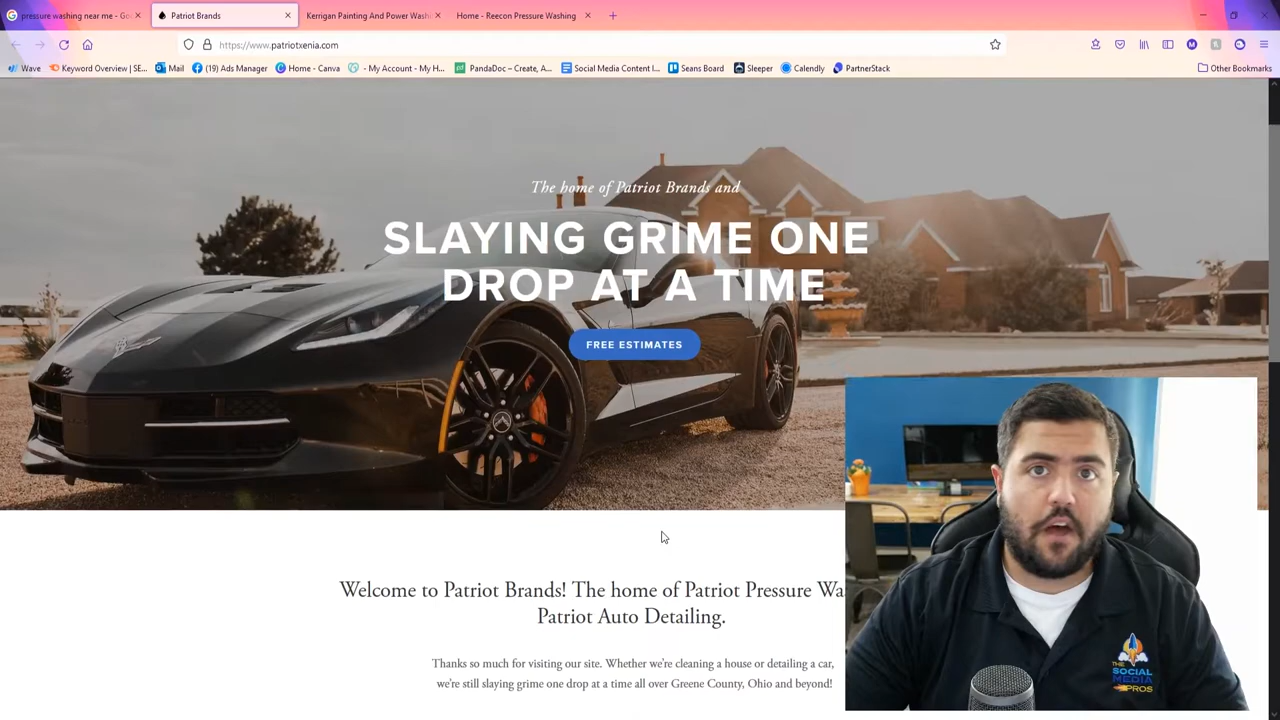 pressure washing near me - Go
Patriot Brands
Kerrigan Painting And Power Wash
Home - Reecon Pressure Washing
https://www.patriotxenia.com
Wave
Keyword Overview | SE...
Mail
(19) Ads Manager
Home - Canva
- My Account - My H...
PandaDoc – Create, A...
Social Media Content I...
Seans Board
Sleeper
Calendly
PartnerStack
Other Bookmarks
The home of Patriot Brands and
SLAYING GRIME ONE
DROP AT A TIME
FREE ESTIMATES
Welcome to Patriot Brands! The home of Patriot Pressure Wa
Patriot Auto Detailing.
Thanks so much for visiting our site. Whether we’re cleaning a house or detailing a car,
we’re still slaying grime one drop at a time all over Greene County, Ohio and beyond!
THE
SOCIAL
MEDIA
PROS